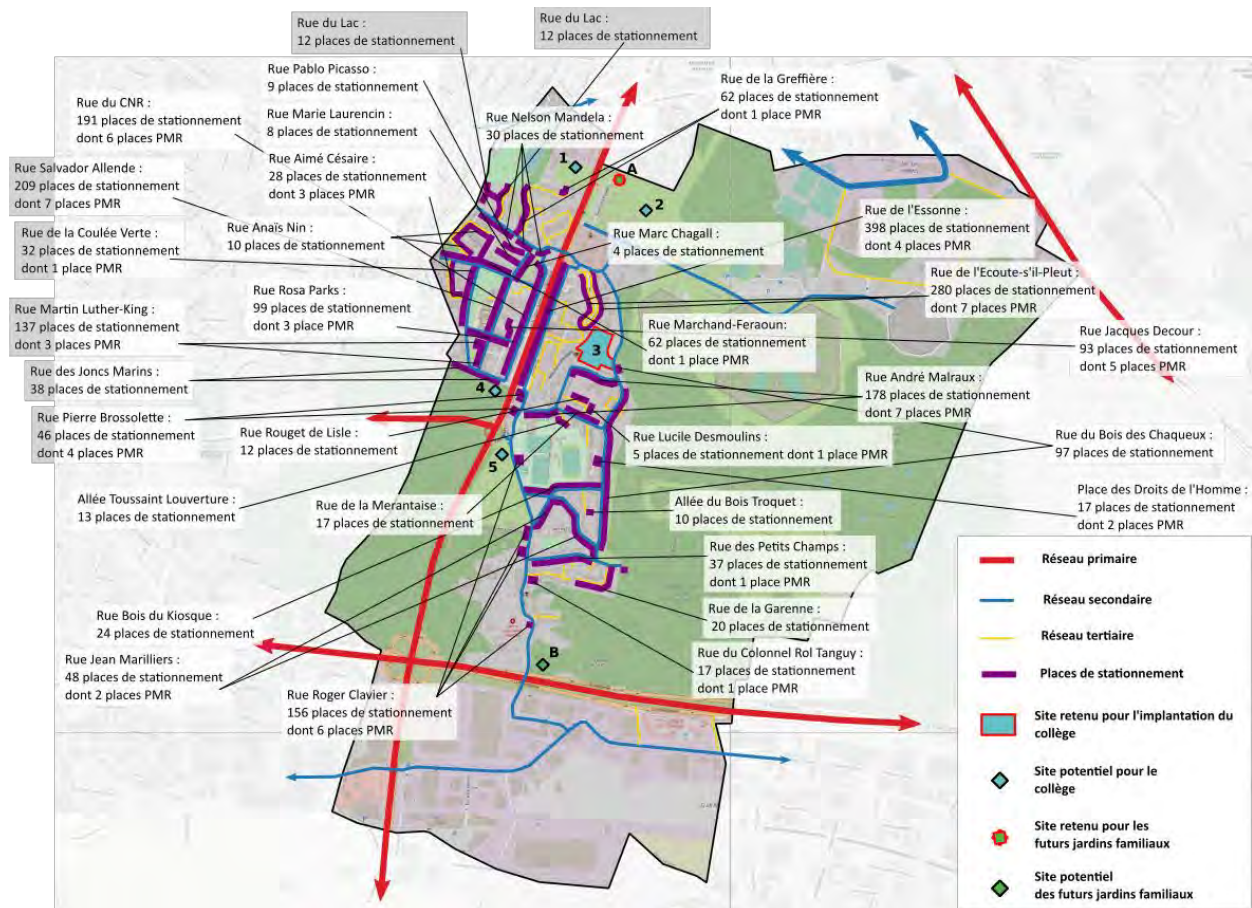 Rue du Lac :
12 places de stationnement
Rue du Lac :
12 places de stationnement
Rue Pablo Picasso :
9 places de stationnement
Rue de la Greffière :
62 places de stationnement
dont 1 place PMR
Rue du CNR :
191 places de stationnement
dont 6 places PMR
Rue Marie Laurencin :
8 places de stationnement
Rue Nelson Mandela :
30 places de stationnement
Rue Salvador Allende :
209 places de stationnement
dont 7 places PMR
Rue Aimé Césaire :
28 places de stationnement
dont 3 places PMR
1
A
2
Rue de l'Essonne :
398 places de stationnement
dont 4 places PMR
Rue de la Coulée Verte :
32 places de stationnement
dont 1 place PMR
Rue Anaïs Nin :
10 places de stationnement
Rue Marc Chagall :
4 places de stationnement
Rue de l'Ecoute-s'il-Pleut :
280 places de stationnement
dont 7 places PMR
Rue Martin Luther-King :
137 places de stationnement
dont 3 places PMR
Rue Rosa Parks :
99 places de stationnement
dont 3 place PMR
Rue Marchand-Feraoun:
62 places de stationnement
dont 1 place PMR
Rue Jacques Decour :
93 places de stationnement
dont 5 places PMR
3
Rue des Joncs Marins :
38 places de stationnement
4
Rue André Malraux :
178 places de stationnement
dont 7 places PMR
Rue Pierre Brossolette :
46 places de stationnement
dont 4 places PMR
Rue Rouget de Lisle :
12 places de stationnement
Rue Lucile Desmoulins :
5 places de stationnement dont 1 place PMR
Rue du Bois des Chaqueux :
97 places de stationnement
5
Allée Toussaint Louverture :
13 places de stationnement
Rue de la Merantaise :
17 places de stationnement
Allée du Bois Troquet :
10 places de stationnement
Place des Droits de l'Homme :
17 places de stationnement
dont 2 places PMR
Rue des Petits Champs :
37 places de stationnement
dont 1 place PMR
Rue Bois du Kiosque :
24 places de stationnement
Rue de la Garenne :
20 places de stationnement
Rue Jean Marilliers :
48 places de stationnement
dont 2 places PMR
B
Rue du Colonnel Rol Tanguy :
17 places de stationnement
dont 1 place PMR
Rue Roger Clavier :
156 places de stationnement
dont 6 places PMR
Réseau primaire
Réseau secondaire
Réseau tertiaire
Places de stationnement
Site retenu pour l'implantation du
collège
Site potentiel pour le
collège
Site retenu pour les
futurs jardins familiaux
Site potentiel
des futurs jardins familiaux